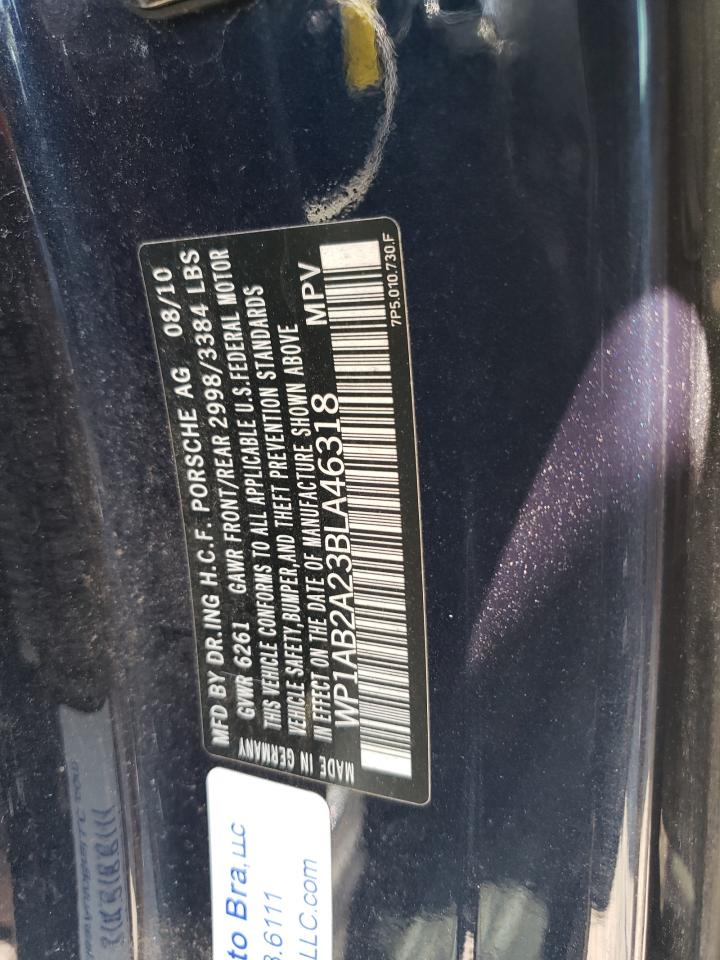 MFD BY DR.ING H.C.F. PORSCHE AG 08/10
GVWR 6261 GAWR FRONT/REAR 2998/3384 LBS
THIS VEHICLE CONFORMS TO ALL APPLICABLE U.S.FEDERAL MOTOR
VEHICLE SAFETY,BUMPER,AND THEFT PREVENTION STANDARDS
IN EFFECT ON THE DATE OF MANUFACTURE SHOWN ABOVE
WP1AB2A23BLA46318 MPV
MADE IN GERMANY
7P5.010.730.F
to Bra, LLC
3.6111
LLC.com